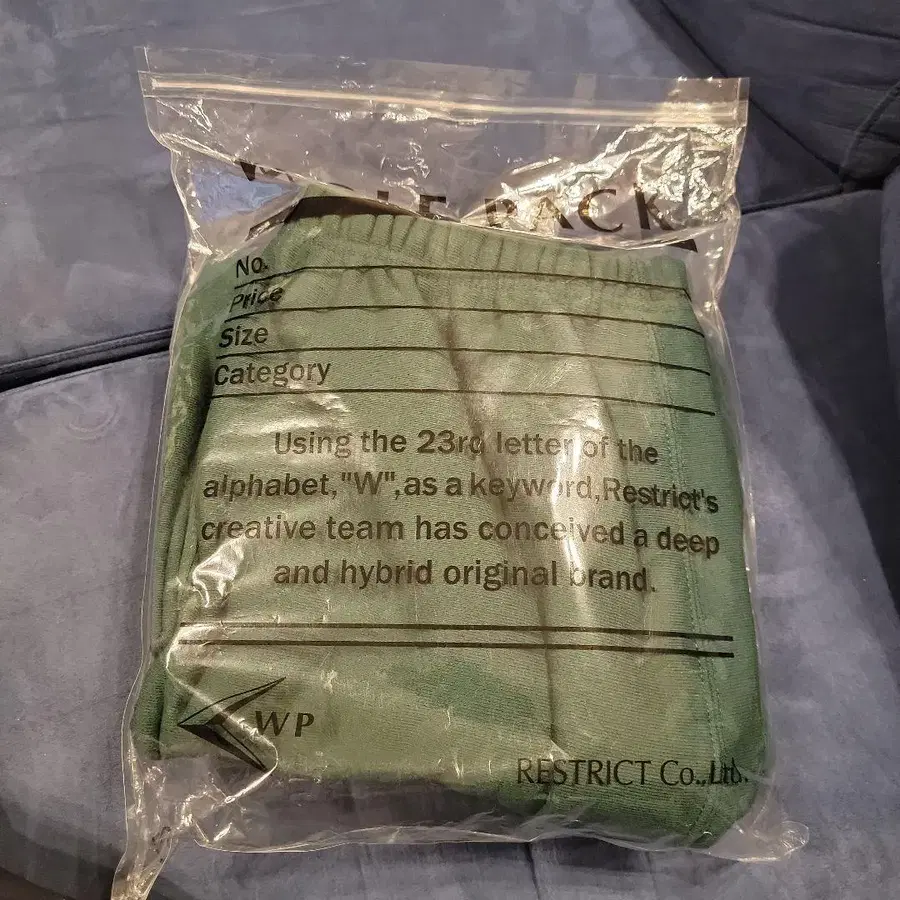 PACK
No.
Price
Size
Category
Using the 23rd letter of the
alphabet,"W",as a keyword,Restrict's
creative team has conceived a deep
and hybrid original brand.
WP
RESTRICT Co.,Ltd.